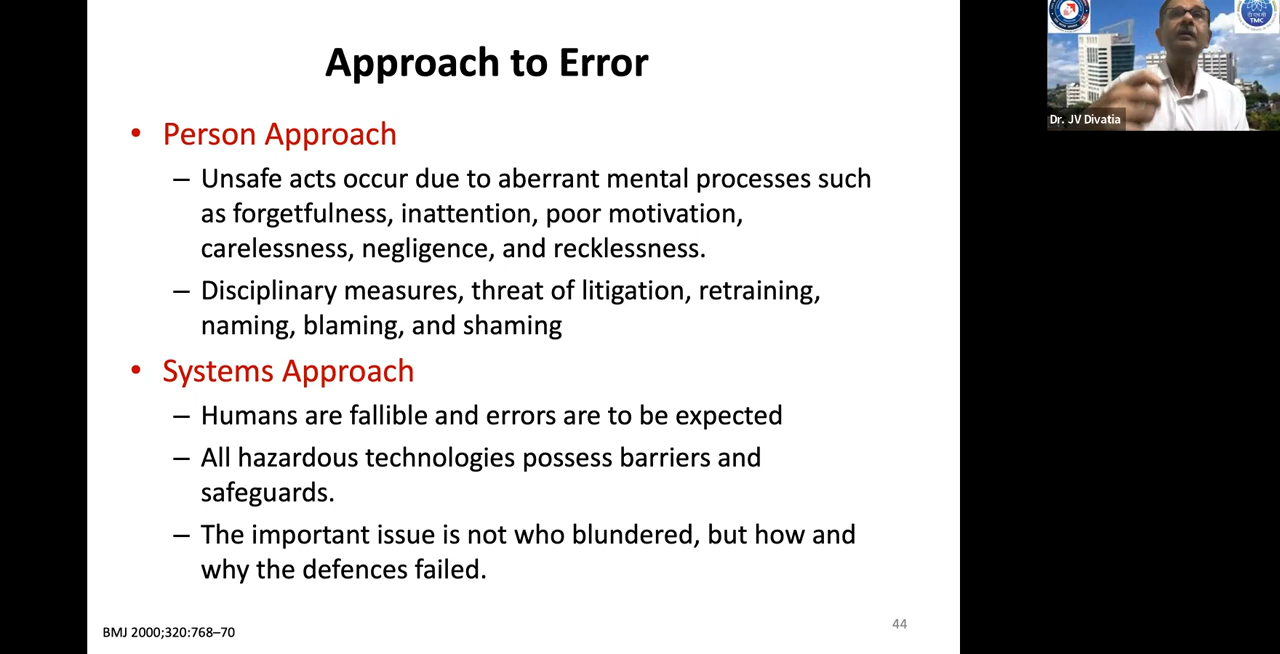 Approach to Error
• Person Approach
– Unsafe acts occur due to aberrant mental processes such
as forgetfulness, inattention, poor motivation,
carelessness, negligence, and recklessness.
– Disciplinary measures, threat of litigation, retraining,
naming, blaming, and shaming
• Systems Approach
– Humans are fallible and errors are to be expected
– All hazardous technologies possess barriers and
safeguards.
– The important issue is not who blundered, but how and
why the defences failed.
BMJ 2000;320:768–70
44
TMC
Dr. JV Divatia